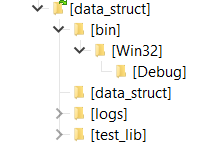 [data_struct]
[bin]
[Win32]
[Debug]
[data_struct]
[logs]
[test_lib]